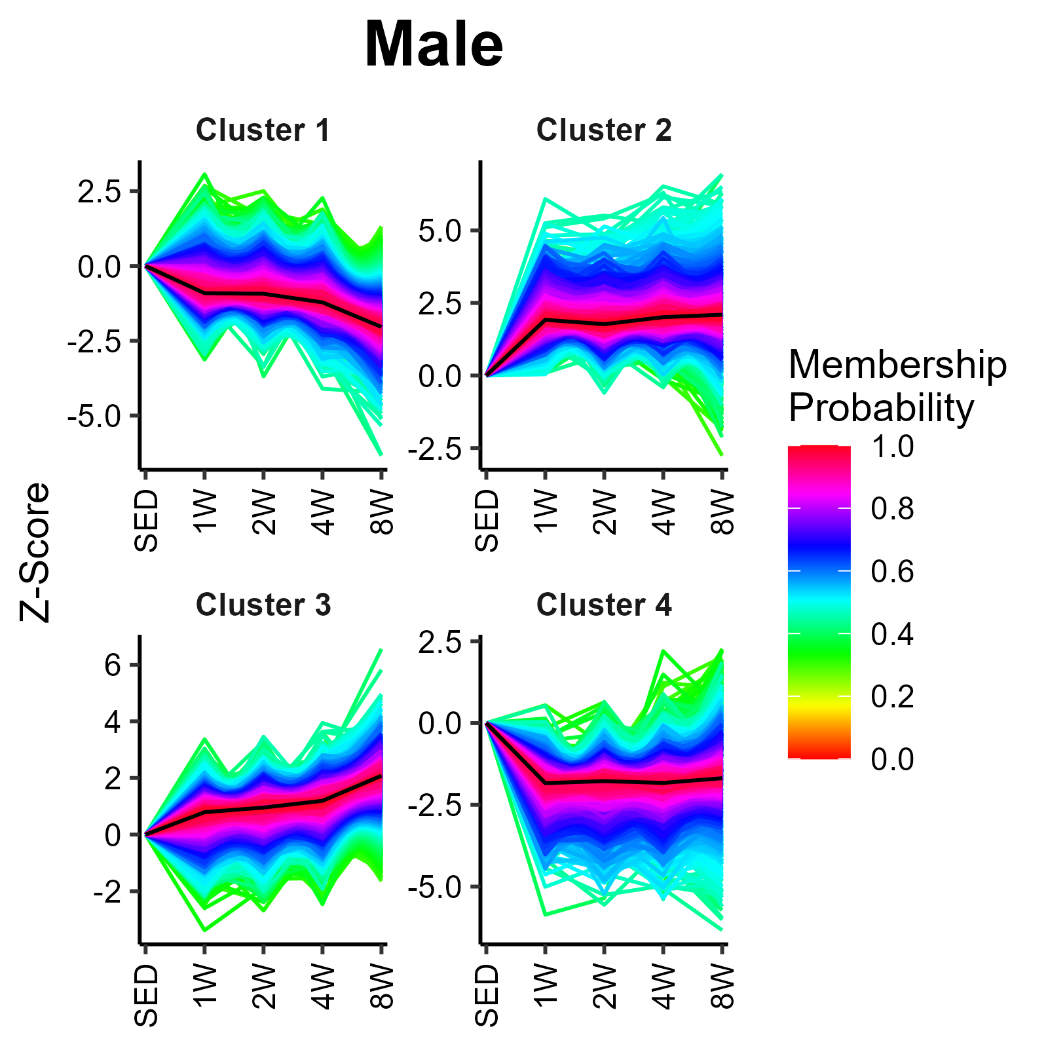 Male
Cluster 1
Cluster 2
2.5
0.0
-2.5
-5.0
5.0
2.5
0.0
-2.5
SED
1W
2W
4W
8W
SED
1W
2W
4W
8W
Z-Score
Cluster 3
Cluster 4
6
4
2
0
-2
2.5
0.0
-2.5
-5.0
SED
1W
2W
4W
8W
SED
1W
2W
4W
8W
Membership
Probability
1.0
0.8
0.6
0.4
0.2
0.0